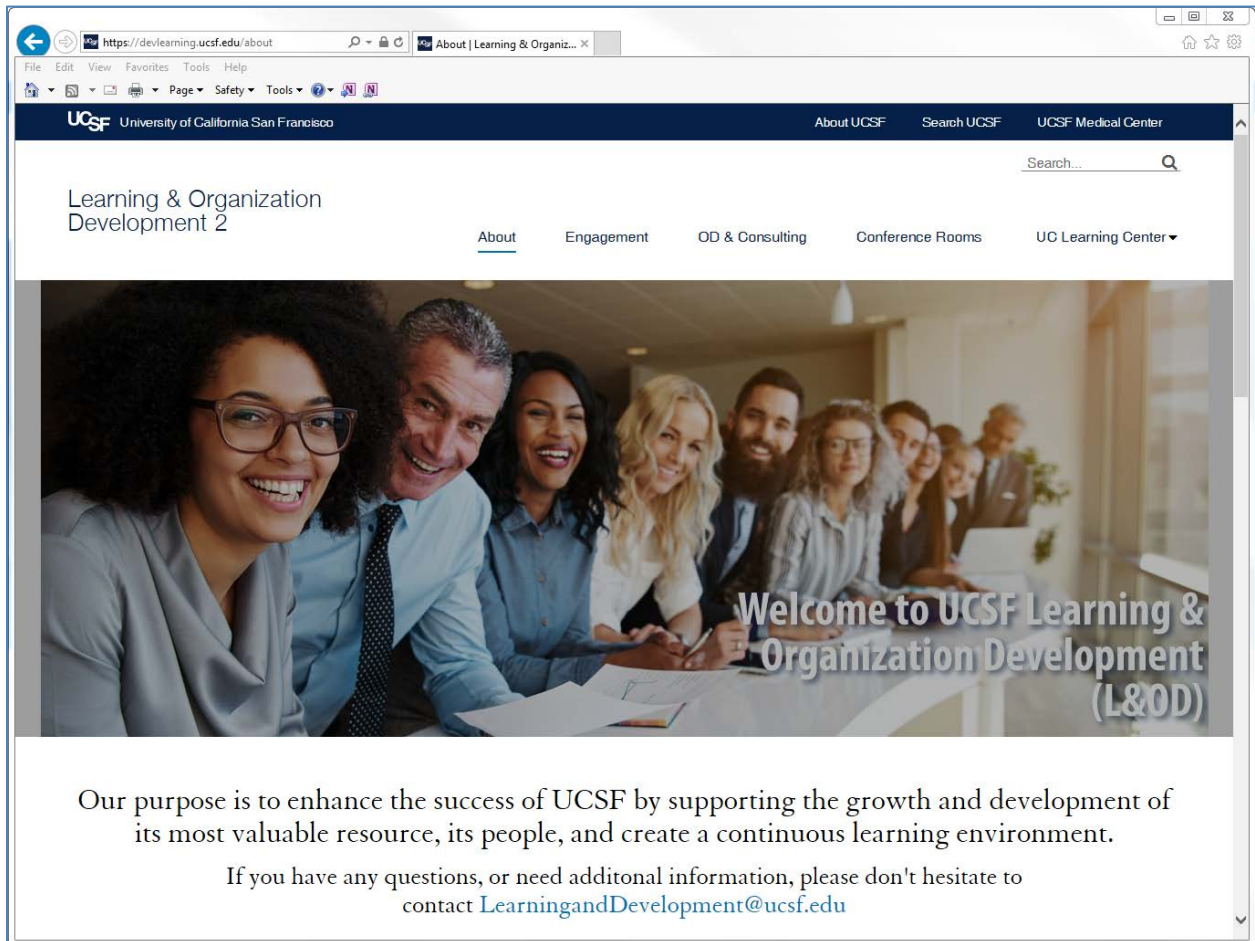 https://devlearning.ucsf.edu/about
UCSF About | Learning & Organiz...
File Edit View Favorites Tools Help
Page Safety Tools
UCSF University of California San Francisco About UCSF Search UCSF UCSF Medical Center
Search...
Learning & Organization
Development 2
About Engagement OD & Consulting Conference Rooms UC Learning Center
Welcome to UCSF Learning &
Organization Development
(L&OD)
Our purpose is to enhance the success of UCSF by supporting the growth and development of
its most valuable resource, its people, and create a continuous learning environment.
If you have any questions, or need additonal information, please don't hesitate to
contact LearningandDevelopment@ucsf.edu